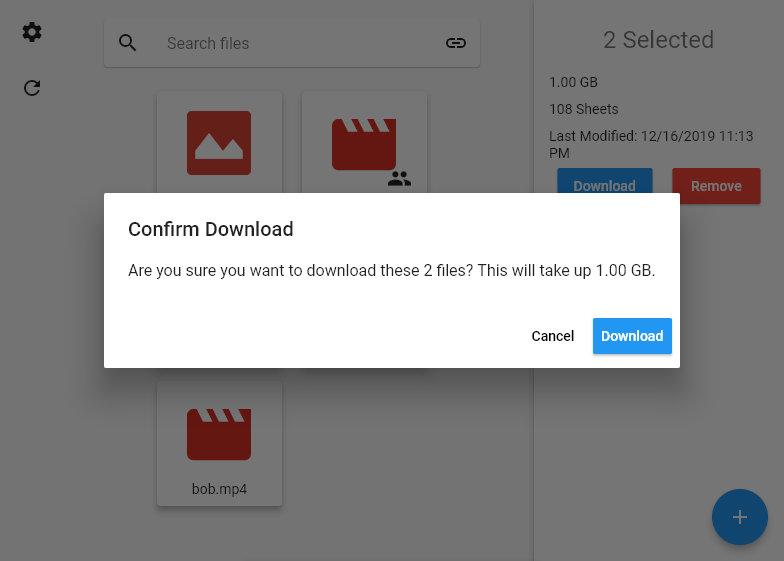 Search files
2 Selected
1.00 GB
108 Sheets
Last Modified: 12/16/2019 11:13
PM
Download
Remove
Confirm Download
Are you sure you want to download these 2 files? This will take up 1.00 GB.
Cancel
Download
bob.mp4